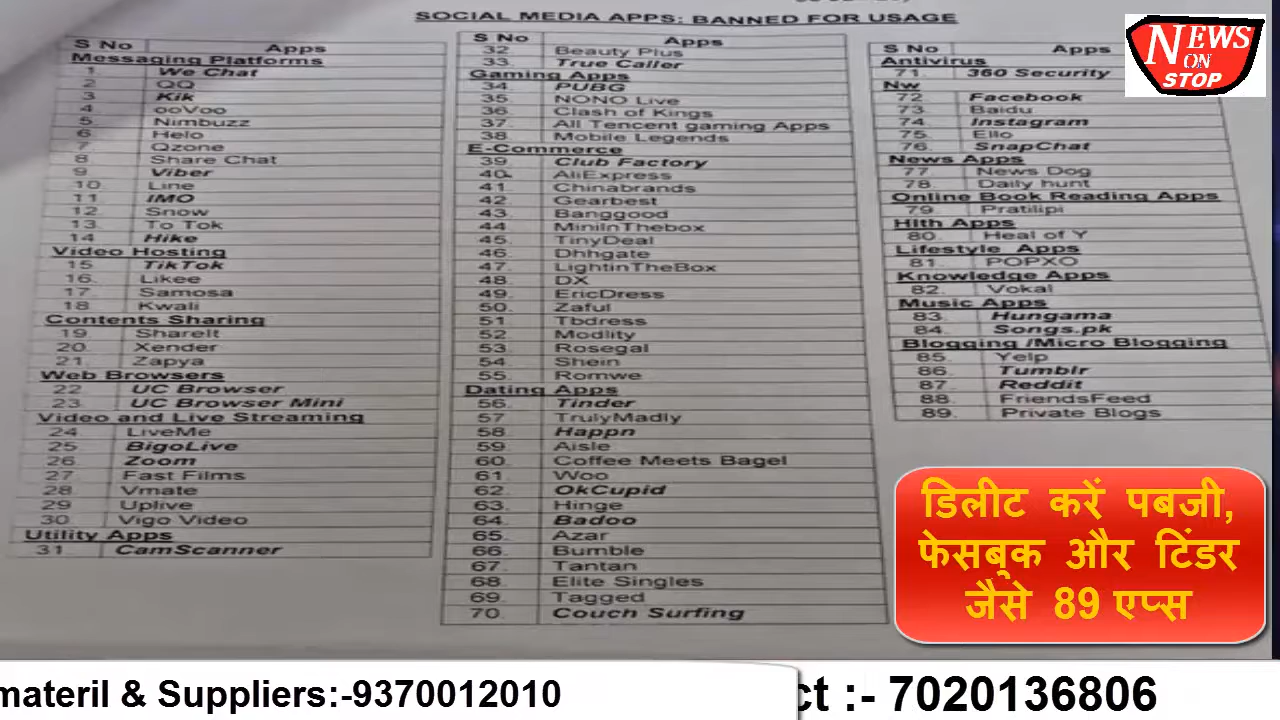 SOCIAL MEDIA APPS: BANNED FOR USAGE
S No Apps
Messaging Platforms
1. We Chat
2 QQ
3 Kik
4 ooVoo
5 Nimbuzz
6 Helo
7 Qzone
8 Share Chat
9 Viber
10 Line
11 IMO
12 Snow
13. To Tok
14 Hike
Video Hosting
15 TikTok
16. Likee
17 Samosa
18 Kwali
Contents Sharing
19 ShareIt
20. Xender
21. Zapya
Web Browsers
22 UC Browser
23. UC Browser Mini
Video and Live Streaming
24 LiveMe
25 BigoLive
26 Zoom
27 Fast Films
28 Vmate
29 Uplive
30. Vigo Video
Utility Apps
31. CamScanner
S No Apps
32 Beauty Plus
33. True Caller
Gaming Apps
34 PUBG
35 NONO Live
36 Clash of Kings
37 All Tencent gaming Apps
38 Mobile Legends
E-Commerce
39 Club Factory
40. AliExpress
41. Chinabrands
42 Gearbest
43. Banggood
44 MiniInThebox
45. TinyDeal
46 Dhhgate
47. LightinTheBox
48. DX
49. EricDress
50. Zaful
51 Tbdress
52 Modlity
53. Rosegal
54. Shein
55. Romwe
Dating Apps
56. Tinder
57 TrulyMadly
58 Happn
59. Aisle
60. Coffee Meets Bagel
61. Woo
62 OkCupid
63. Hinge
64. Badoo
65. Azar
66. Bumble
67. Tantan
68. Elite Singles
69. Tagged
70. Couch Surfing
S No Apps
Antivirus
71. 360 Security
Nw
72. Facebook
73. Baidu
74 Instagram
75. Ello
76. SnapChat
News Apps
77. News Dog
78. Daily hunt
Online Book Reading Apps
79. Pratilipi
Hlth Apps
80. Heal of Y
Lifestyle Apps
81. POPXO
Knowledge Apps
82. Vokal
Music Apps
83. Hungama
84. Songs.pk
Blogging /Micro Blogging
85. Yelp
86. Tumblr
87. Reddit
88. FriendsFeed
89. Private Blogs
NEWS
ON
STOP
डिलीट करें पबजी,
फेसबुक और टिंडर
जैसे 89 एप्स
materil & Suppliers:-9370012010
ct :- 7020136806